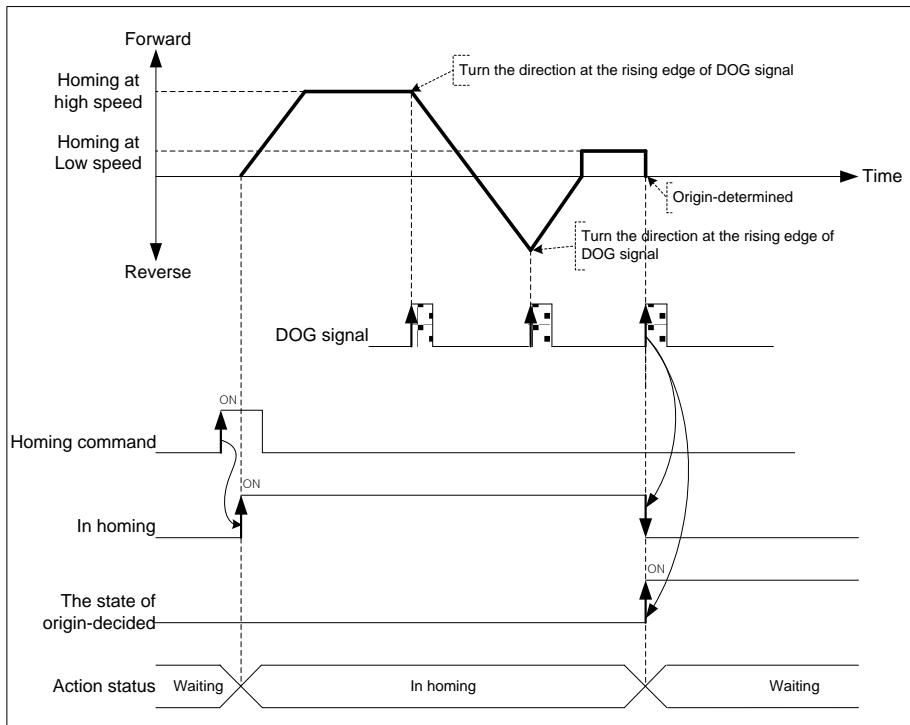 Forward
Homing at
high speed
Turn the direction at the rising edge of DOG signal
Homing at
Low speed
Time
Origin-determined
Turn the direction at the rising edge of
DOG signal
Reverse
DOG signal
ON
Homing command
ON
In homing
ON
The state of
origin-decided
Action status
Waiting
In homing
Waiting